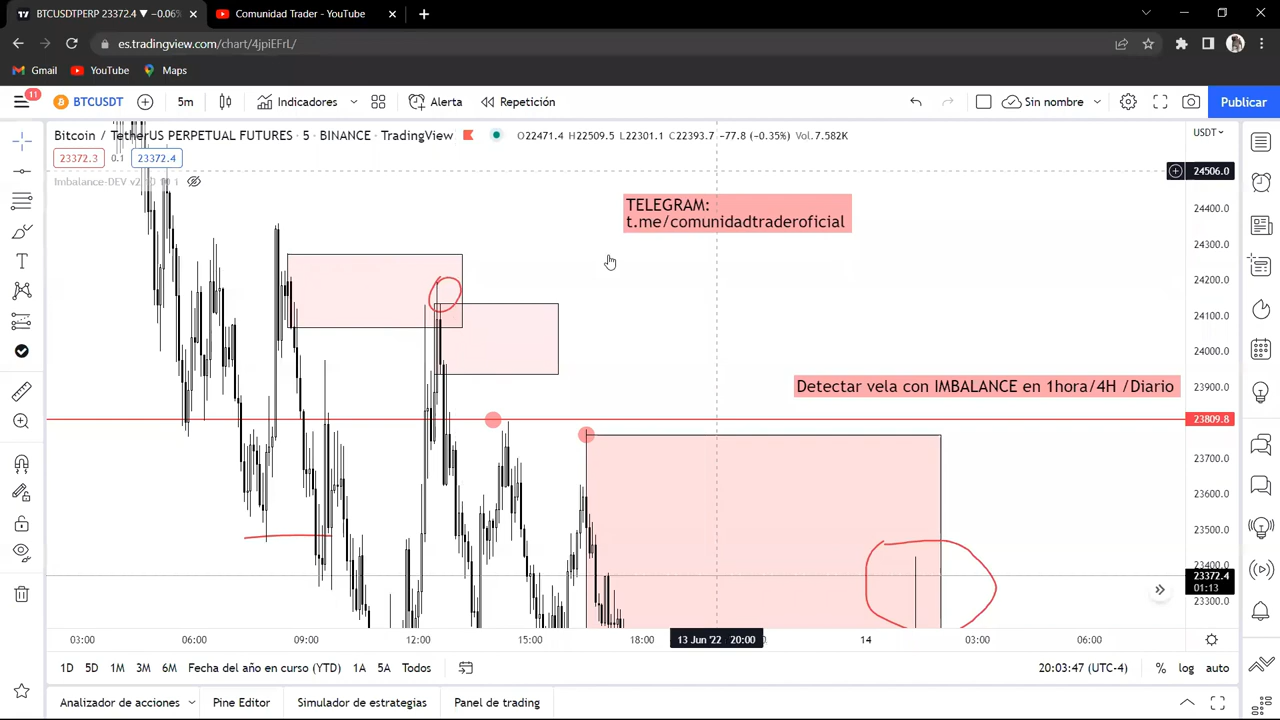 BTCUSDTPERP 23372.4 ▼ −0.06%
Comunidad Trader - YouTube
es.tradingview.com/chart/4jpiEFrL/
Gmail
YouTube
Maps
11
BTCUSDT
5m
Indicadores
Alerta
Repetición
Sin nombre
Publicar
Bitcoin / TetherUS PERPETUAL FUTURES · 5 · BINANCE · TradingView
O22471.4 H22509.5 L22301.1 C22393.7 −77.8 (−0.35%) Vol.7.582K
USDT
23372.3
0.1
23372.4
24506.0
TELEGRAM:
t.me/comunidadtraderoficial
24400.0
24300.0
24200.0
24100.0
24000.0
Detectar vela con IMBALANCE en 1hora/4H /Diario
23900.0
23809.8
23700.0
23600.0
23500.0
23400.0
23372.4
01:13
23300.0
03:00
06:00
09:00
12:00
15:00
18:00
13 Jun '22 20:00
14
03:00
06:00
1D
5D
1M
3M
6M
Fecha del año en curso (YTD)
1A
5A
Todos
20:03:47 (UTC-4)
%
log
auto
Analizador de acciones
Pine Editor
Simulador de estrategias
Panel de trading